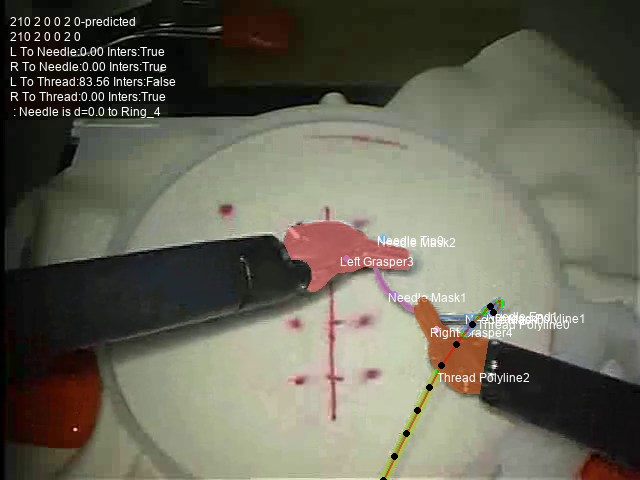 210 2 0 0 2 0-predicted
210 2 0 0 2 0
L To Needle:0.00 Inters:True
R To Needle:0.00 Inters:True
L To Thread:83.56 Inters:False
R To Thread:0.00 Inters:True
: Needle is d=0.0 to Ring_4
Needle Mask2
Left Grasper3
Needle Mask1
Thread Polyline0
Right Grasper4
Thread Polyline2